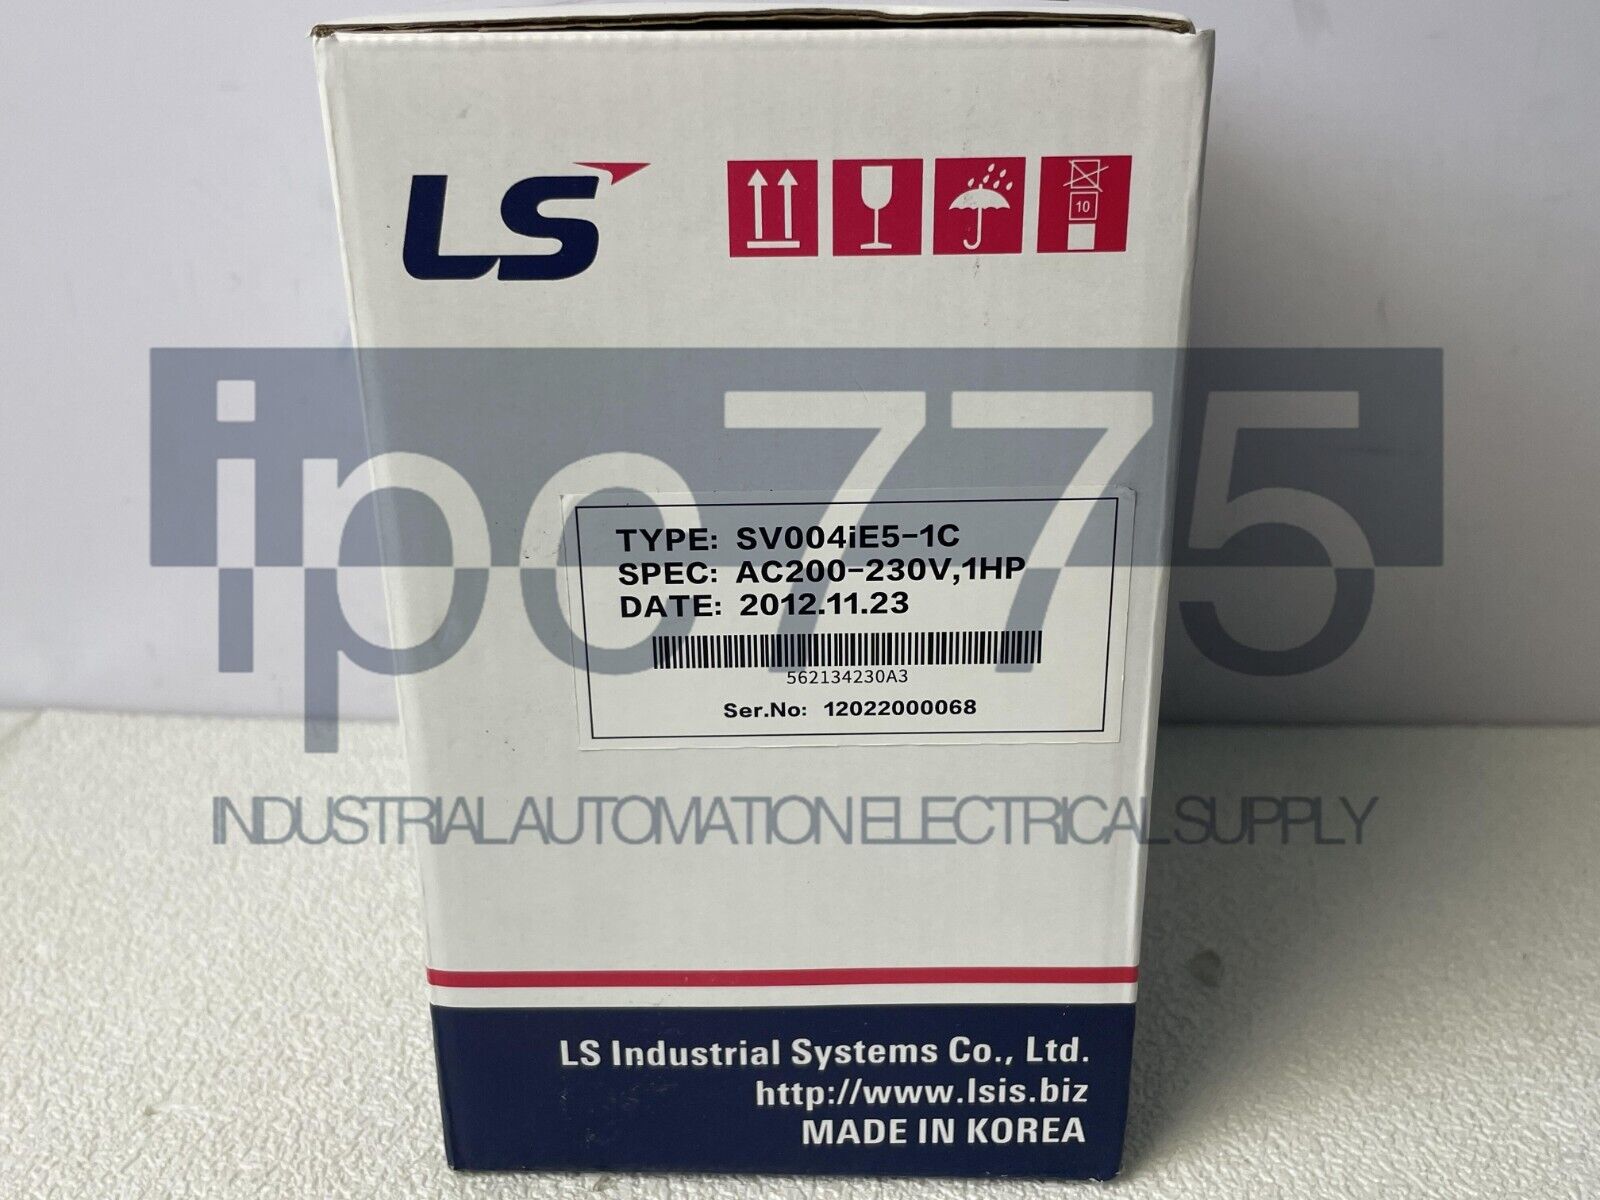 LS
10
ipo775
TYPE: SV004iE5-1C
SPEC: AC200-230V,1HP
DATE: 2012.11.23
562134230A3
Ser.No: 12022000068
INDUSTRIAL AUTOMATION ELECTRICAL SUPPLY
LS Industrial Systems Co., Ltd.
http://www.lsis.biz
MADE IN KOREA